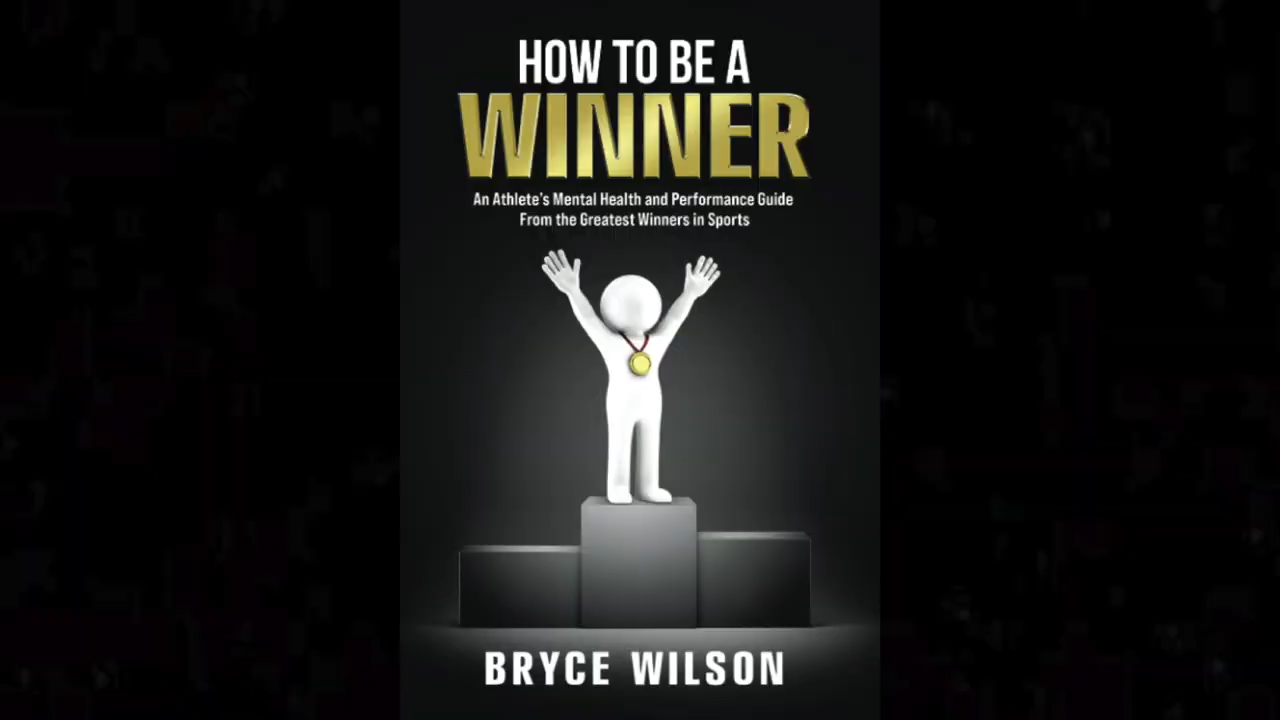 HOW TO BE A
WINNER
An Athlete's Mental Health and Performance Guide
From the Greatest Winners in Sports
BRYCE WILSON